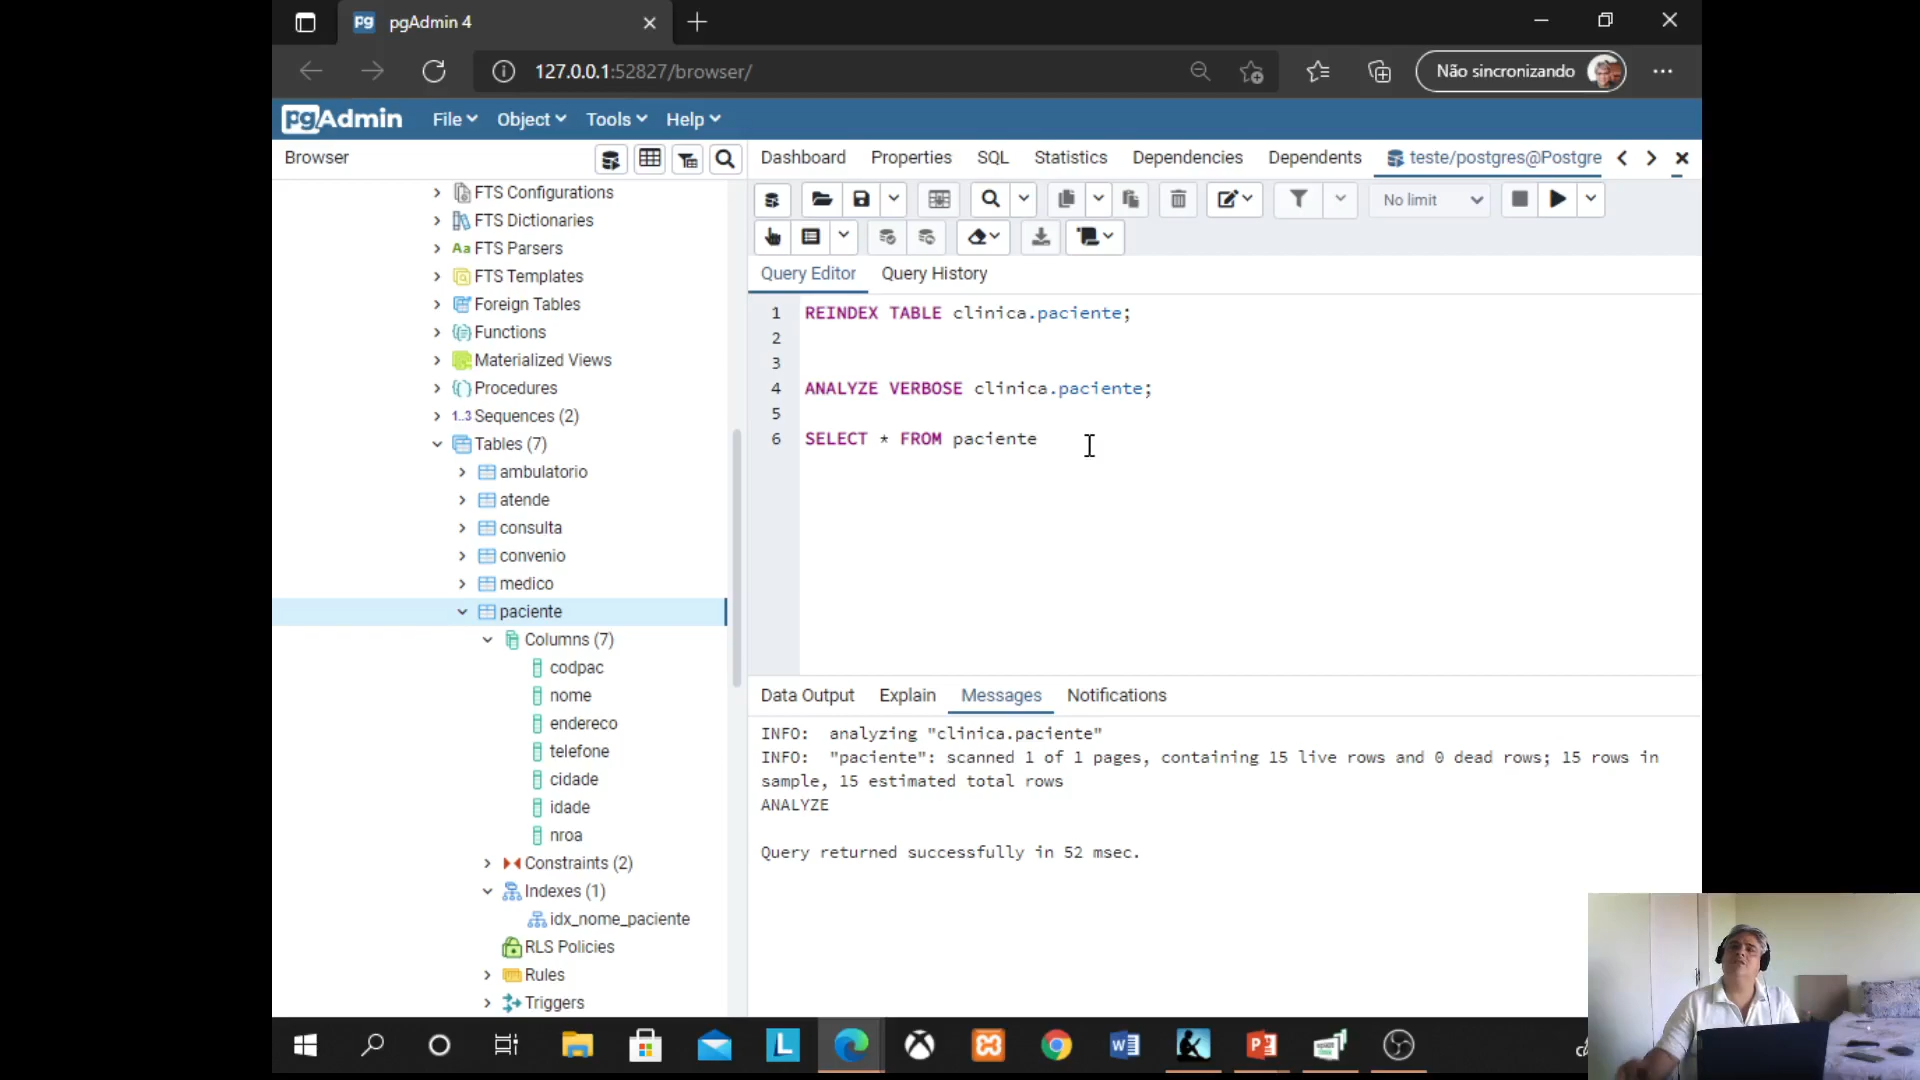 pgAdmin 4
127.0.0.1:52827/browser/
Não sincronizando
pgAdmin File Object Tools Help
Browser
Dashboard Properties SQL Statistics Dependencies Dependents teste/postgres@Postgre
No limit
Query Editor Query History
FTS Configurations
FTS Dictionaries
Aa FTS Parsers
FTS Templates
Foreign Tables
Functions
Materialized Views
Procedures
1..3 Sequences (2)
Tables (7)
ambulatorio
atende
consulta
convenio
medico
paciente
Columns (7)
codpac
nome
endereco
telefone
cidade
idade
nroa
Constraints (2)
Indexes (1)
idx_nome_paciente
RLS Policies
Rules
Triggers
1 REINDEX TABLE clinica.paciente;
2
3
4 ANALYZE VERBOSE clinica.paciente;
5
6 SELECT * FROM paciente
Data Output Explain Messages Notifications
INFO: analyzing "clinica.paciente"
INFO: "paciente": scanned 1 of 1 pages, containing 15 live rows and 0 dead rows; 15 rows in
sample, 15 estimated total rows
ANALYZE
Query returned successfully in 52 msec.